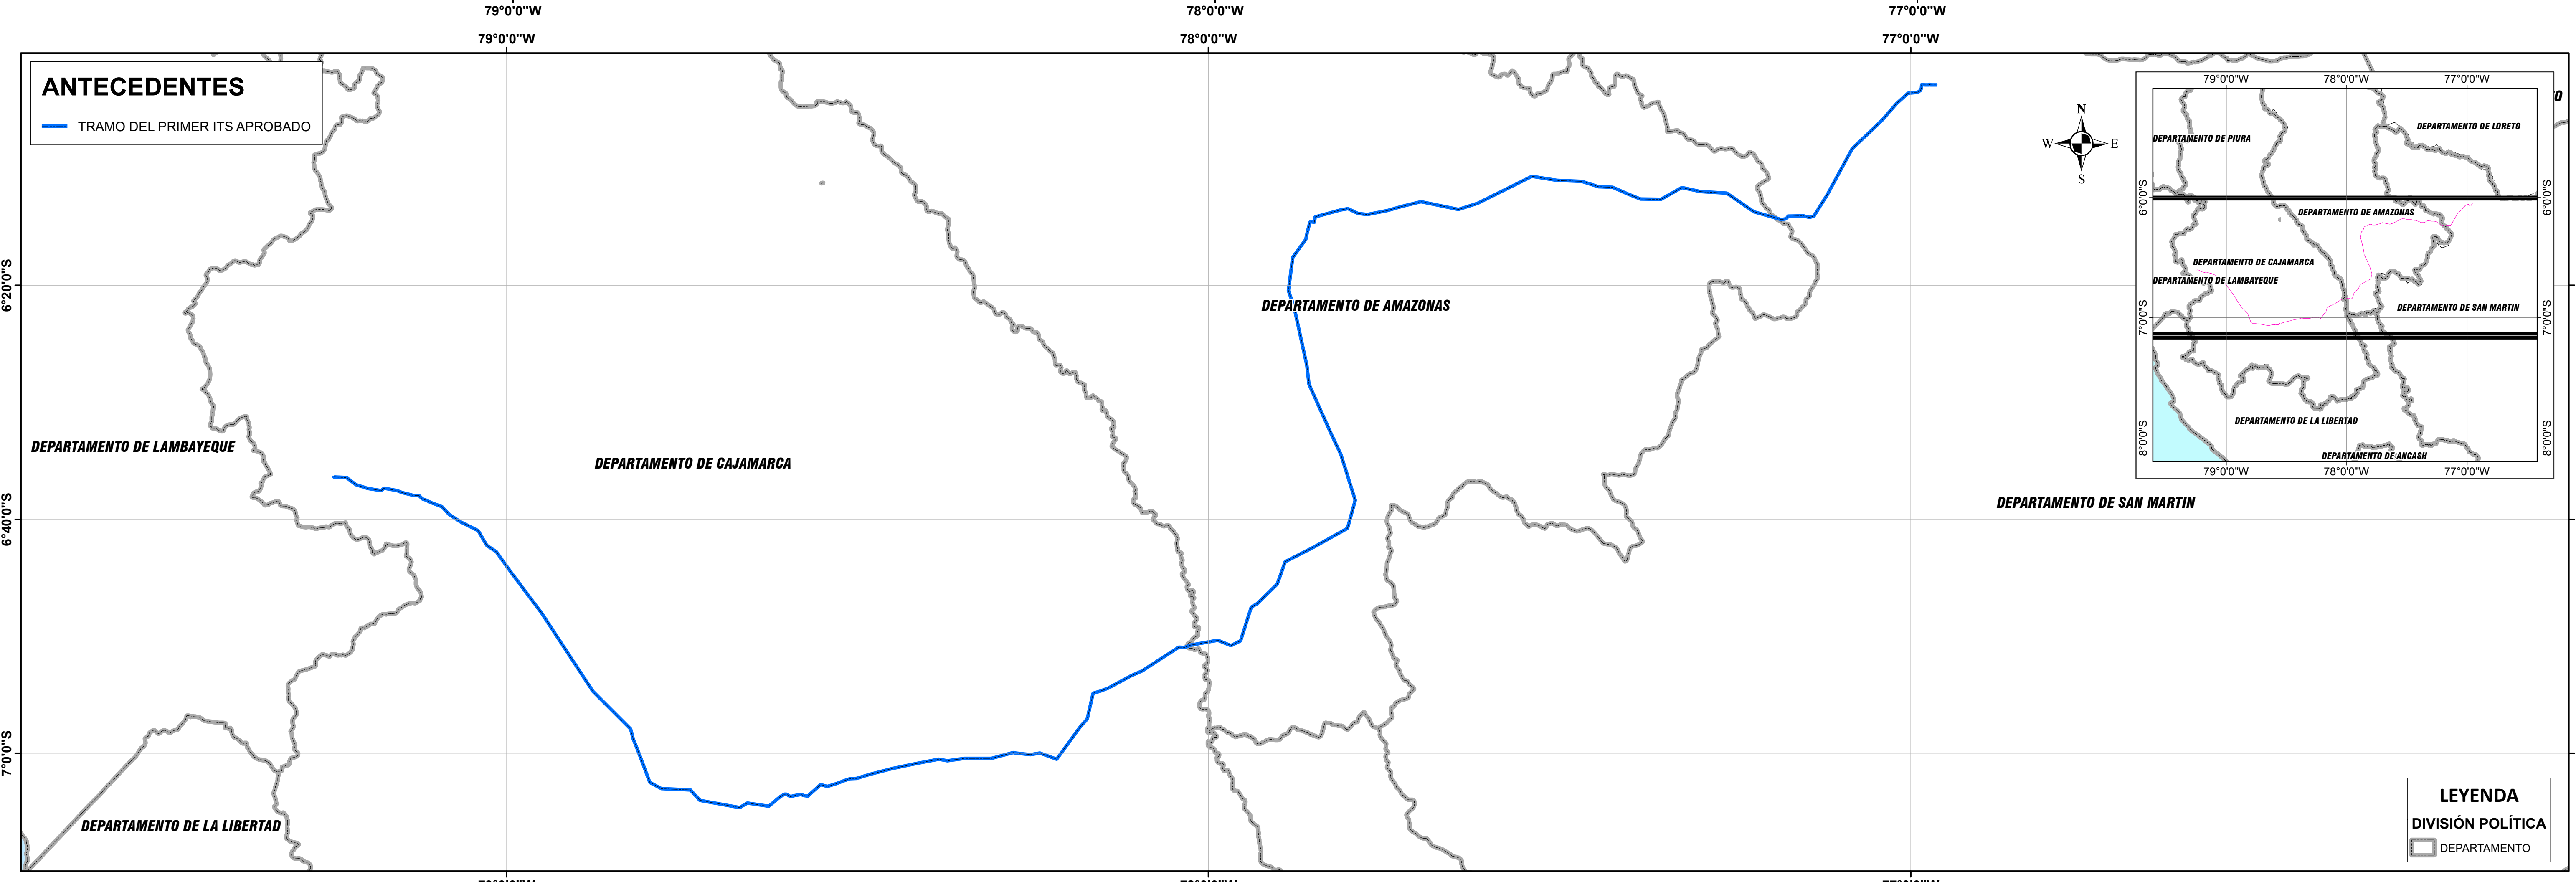 79°0'0"W
78°0'0"W
77°0'0"W
79°0'0"W
78°0'0"W
77°0'0"W
ANTECEDENTES
TRAMO DEL PRIMER ITS APROBADO
N
W
E
S
79°0'0"W
78°0'0"W
77°0'0"W
DEPARTAMENTO DE PIURA
DEPARTAMENTO DE LORETO
6°0'0"S
6°0'0"S
DEPARTAMENTO DE AMAZONAS
DEPARTAMENTO DE CAJAMARCA
DEPARTAMENTO DE LAMBAYEQUE
DEPARTAMENTO DE SAN MARTIN
7°0'0"S
7°0'0"S
DEPARTAMENTO DE LA LIBERTAD
8°0'0"S
8°0'0"S
DEPARTAMENTO DE ANCASH
79°0'0"W
78°0'0"W
77°0'0"W
O
6°20'0"S
DEPARTAMENTO DE AMAZONAS
DEPARTAMENTO DE LAMBAYEQUE
DEPARTAMENTO DE CAJAMARCA
DEPARTAMENTO DE SAN MARTIN
6°40'0"S
7°0'0"S
DEPARTAMENTO DE LA LIBERTAD
LEYENDA
DIVISIÓN POLÍTICA
DEPARTAMENTO